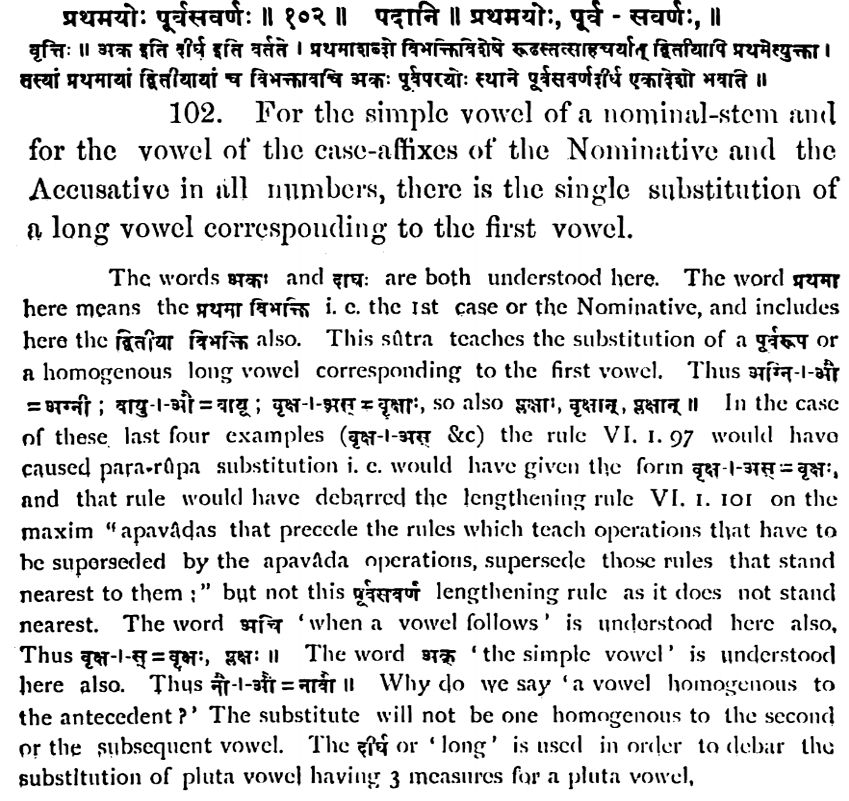 प्रथमयोः पूर्वसवर्णः ॥ १०२ ॥ पदानि ॥ प्रथमयोः, पूर्व - सवर्णः, ॥
वृत्तिः ॥ अक इति दीर्घ इति वर्तते । प्रथमाशब्दो विभक्तिविशेषे रूढस्तत्साहचर्यात् द्वितीयापि प्रथमेत्युक्ता ।
तस्यां प्रथमायां द्वितीयायां च विभक्तावचि अकः पूर्वपरयोः स्थाने पूर्वसवर्णदीर्घ एकादेशो भवति ॥
102. For the simple vowel of a nominal-stem and
for the vowel of the case-affixes of the Nominative and the
Accusative in all numbers, there is the single substitution of
a long vowel corresponding to the first vowel.
The words अकः and दीर्घः are both understood here. The word प्रथमा
here means the प्रथमा विभक्ति i. e. the 1st case or the Nominative, and includes
here the द्वितीया विभक्ति also. This sûtra teaches the substitution of a पूर्वरूप or
a homogenous long vowel corresponding to the first vowel. Thus अग्नि+औ
=अग्नी ; वायु+औ=वायू ; वृक्ष+अस्=वृक्षाः, so also प्लक्षाः, वृक्षान्, प्लक्षान् ॥ In the case
of these last four examples (वृक्ष+अस् &c) the rule VI. 1. 97 would have
caused para-rûpa substitution i. e. would have given the form वृक्ष+अस्=वृक्षः,
and that rule would have debarred the lengthening rule VI. 1. 101 on the
maxim "apavâdas that precede the rules which teach operations that have to
be superseded by the apavâda operations, supersede those rules that stand
nearest to them ;" but not this पूर्वसवर्ण lengthening rule as it does not stand
nearest. The word अचि 'when a vowel follows' is understood here also,
Thus वृक्ष+स्=वृक्षः, प्लक्षः ॥ The word अक् 'the simple vowel' is understood
here also. Thus नौ+औ=नावौ ॥ Why do we say 'a vowel homogenous to
the antecedent ?' The substitute will not be one homogenous to the second
or the subsequent vowel. The दीर्घ or 'long' is used in order to debar the
substitution of pluta vowel having 3 measures for a pluta vowel,